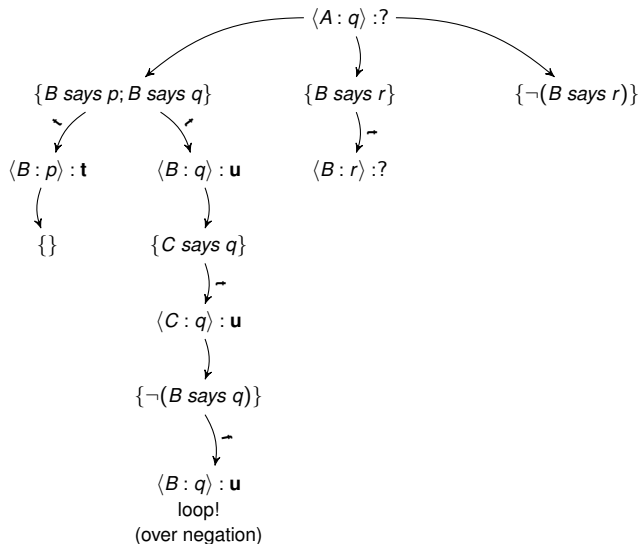 ⟨A : q⟩ :?
{B says p; B says q}
{B says r}
{¬(B says r)}
t
t
t
⟨B : p⟩ : t
⟨B : q⟩ : u
⟨B : r⟩ :?
{}
{C says q}
t
⟨C : q⟩ : u
{¬(B says q)}
t
⟨B : q⟩ : u
loop!
(over negation)